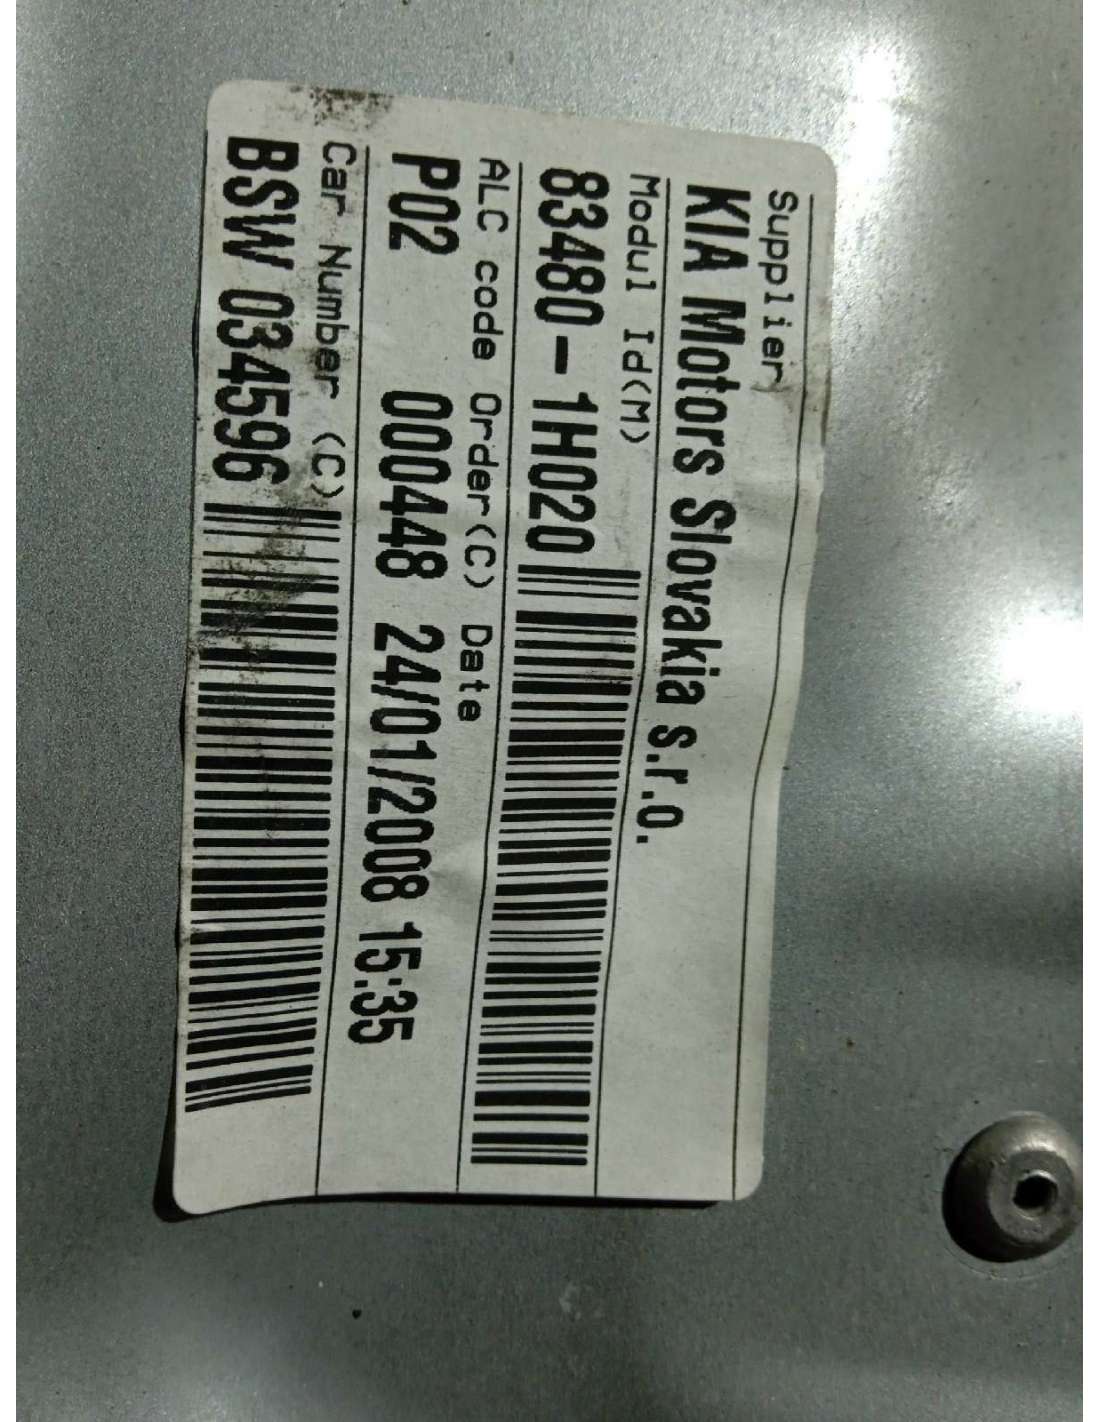 Supplier
KIA Motors Slovakia s.r.o.
Modul Id(M)
83480-1H020
ALC code Order(C) Date
P02 000448 24/01/2008 15:35
Car Number (C)
BSW 034596